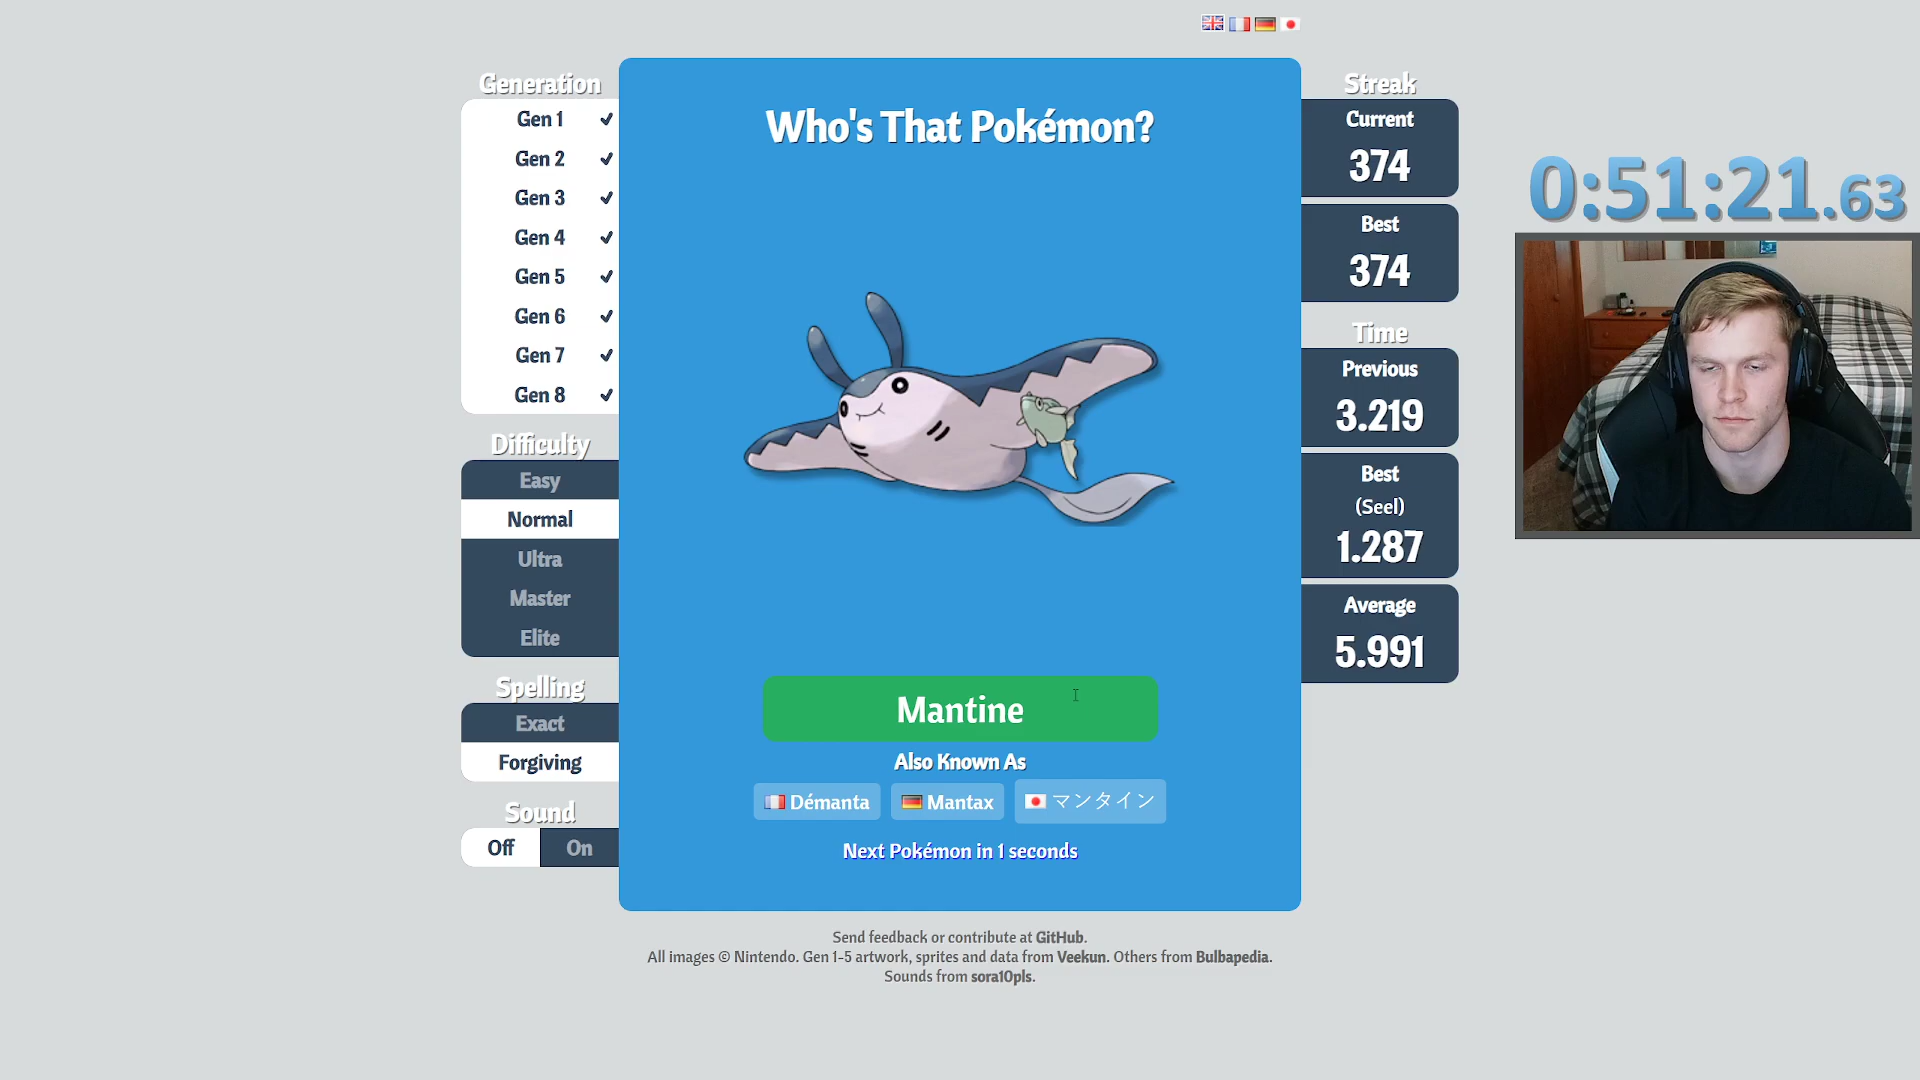 Generation
Gen 1 ✔
Gen 2 ✔
Gen 3 ✔
Gen 4 ✔
Gen 5 ✔
Gen 6 ✔
Gen 7 ✔
Gen 8 ✔
Difficulty
Easy
Normal
Ultra
Master
Elite
Spelling
Exact
Forgiving
Sound
Off On
Who's That Pokémon?
Mantine
Also Known As
Démanta Mantax マンタイン
Next Pokémon in 1 seconds
Streak
Current
374
Best
374
Time
Previous
3.219
Best
(Seel)
1.287
Average
5.991
0:51:21.63
Send feedback or contribute at GitHub.
All images © Nintendo. Gen 1-5 artwork, sprites and data from Veekun. Others from Bulbapedia.
Sounds from sora10pls.